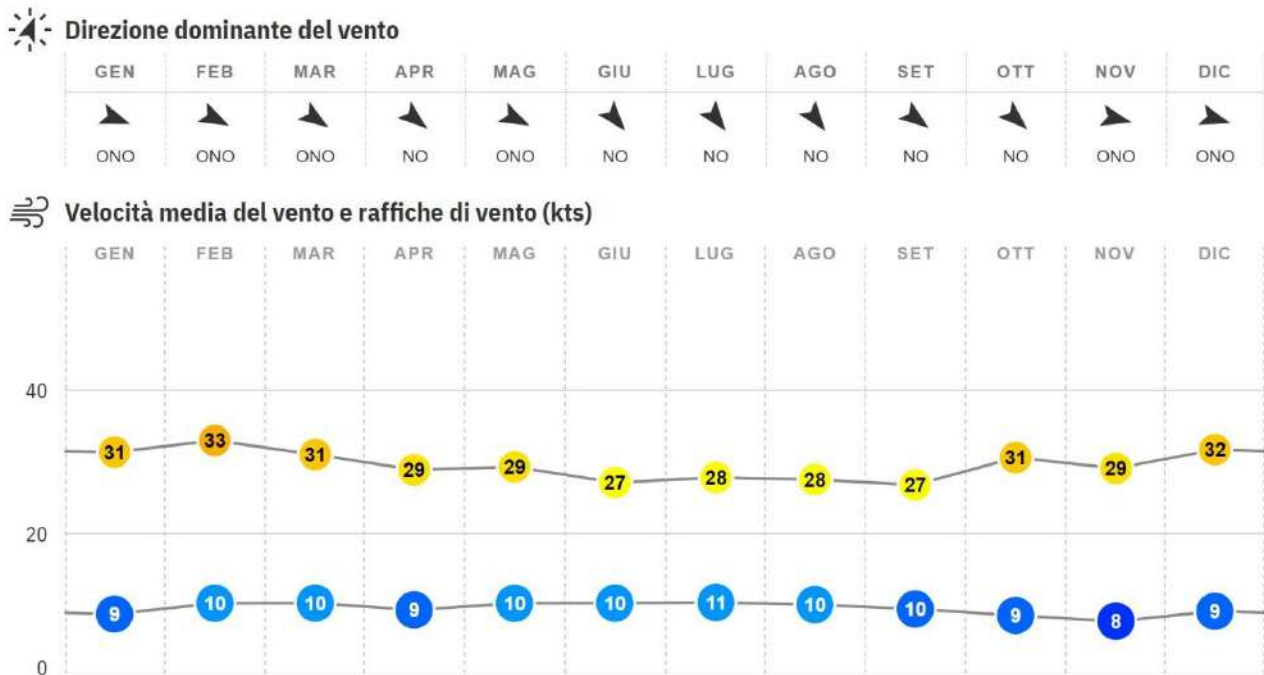 Direzione dominante del vento
GEN FEB MAR APR MAG GIU LUG AGO SET OTT NOV DIC
ONO ONO ONO NO ONO NO NO NO NO NO ONO ONO
Velocità media del vento e raffiche di vento (kts)
GEN FEB MAR APR MAG GIU LUG AGO SET OTT NOV DIC
40
31 33 31 29 29 27 28 28 27 31 29 32
20
9 10 10 9 10 10 11 10 10 9 8 9
0